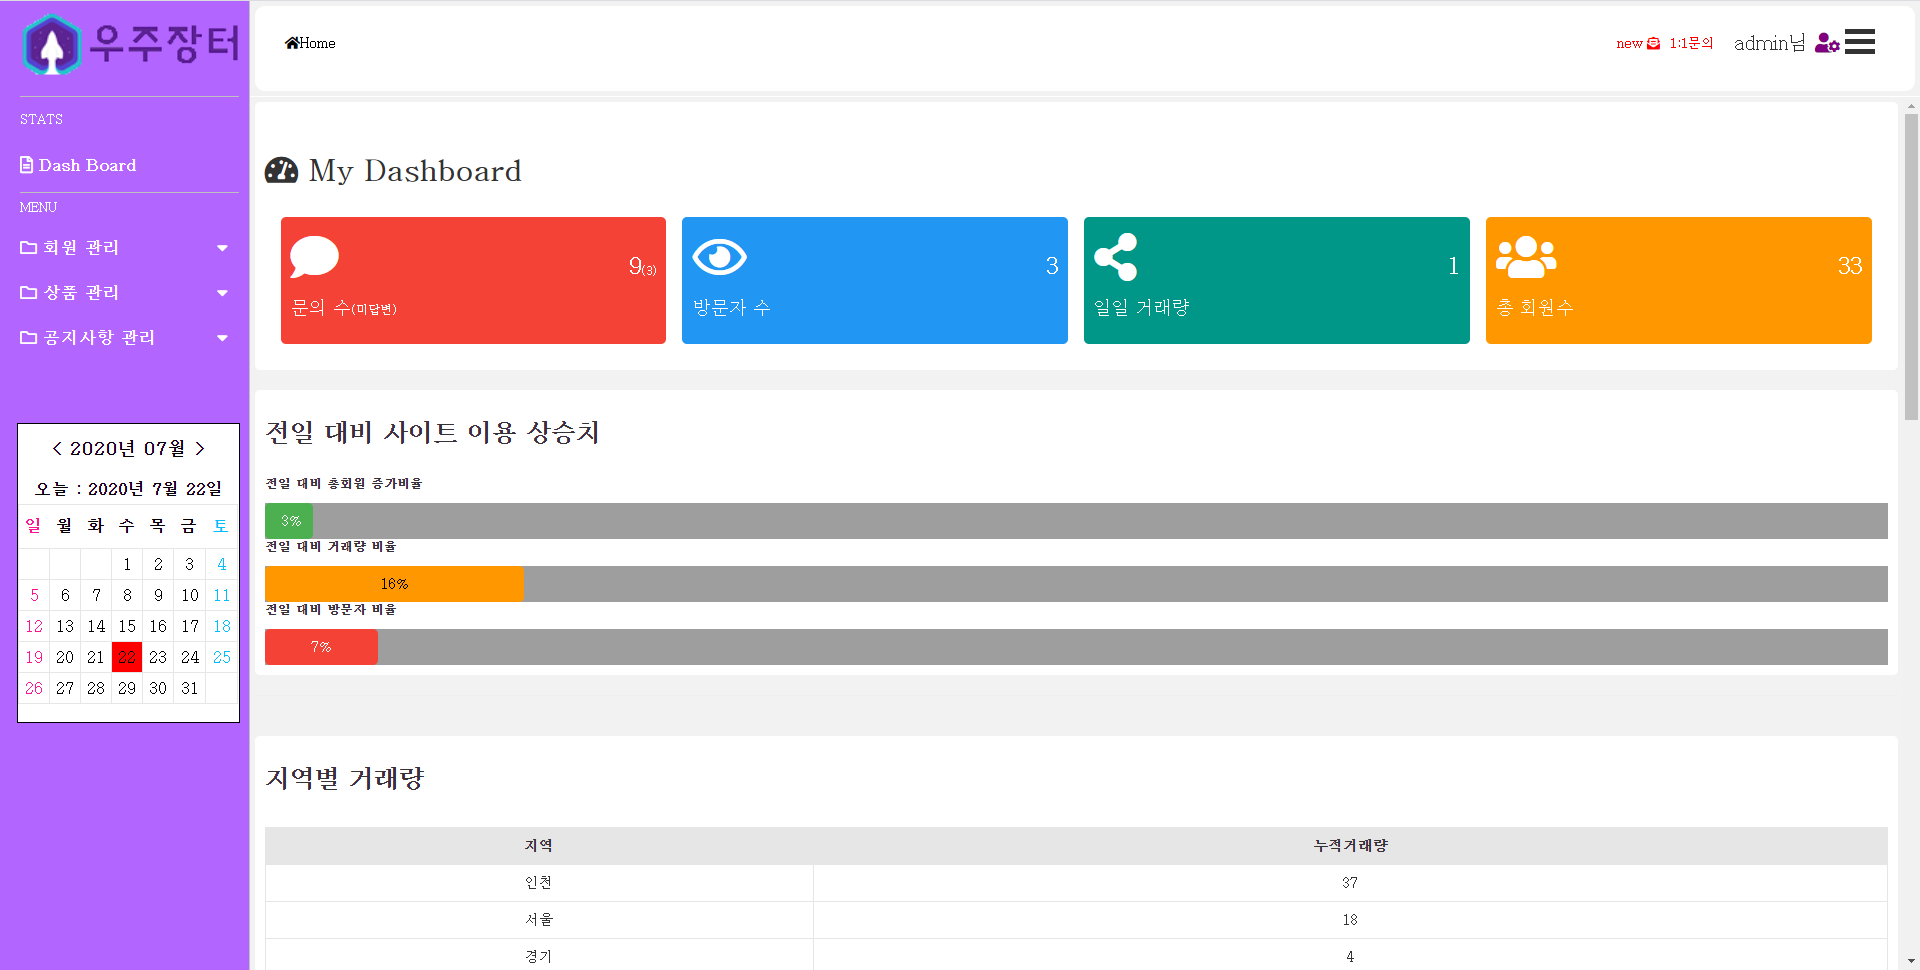 우주장터
STATS
Dash Board
MENU
회원 관리
상품 관리
공지사항 관리
< 2020년 07월 >
오늘 : 2020년 7월 22일
일 월 화 수 목 금 토
1 2 3 4
5 6 7 8 9 10 11
12 13 14 15 16 17 18
19 20 21 22 23 24 25
26 27 28 29 30 31
Home
new 1:1문의 admin님
My Dashboard
9(3)
문의 수(미답변)
3
방문자 수
1
일일 거래량
33
총 회원수
전일 대비 사이트 이용 상승치
전일 대비 총회원 증가비율
3%
전일 대비 거래량 비율
16%
전일 대비 방문자 비율
7%
지역별 거래량
지역 누적거래량
인천 37
서울 18
경기 4